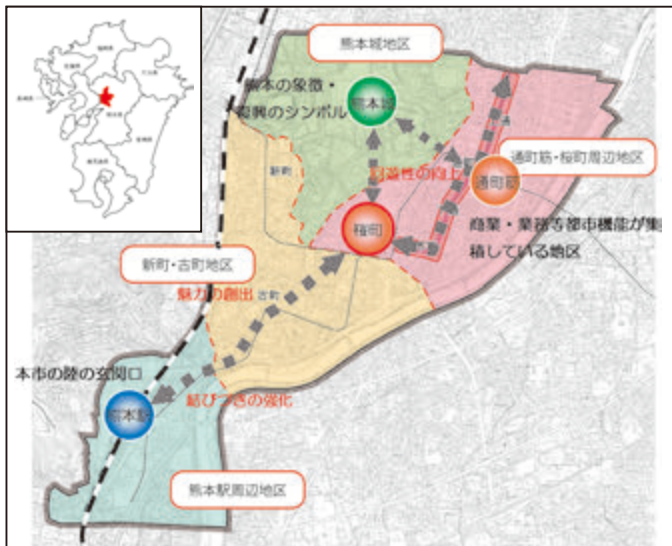 熊本城地区
熊本の象徴・
復興のシンボル
熊本城
新町
回遊性の向上
通町筋・桜町周辺地区
通町筋
桜町
商業・業務等都市機能が集
積している地区
新町・古町地区
魅力の創出
古町
本市の陸の玄関口
結びつきの強化
熊本駅
熊本駅周辺地区